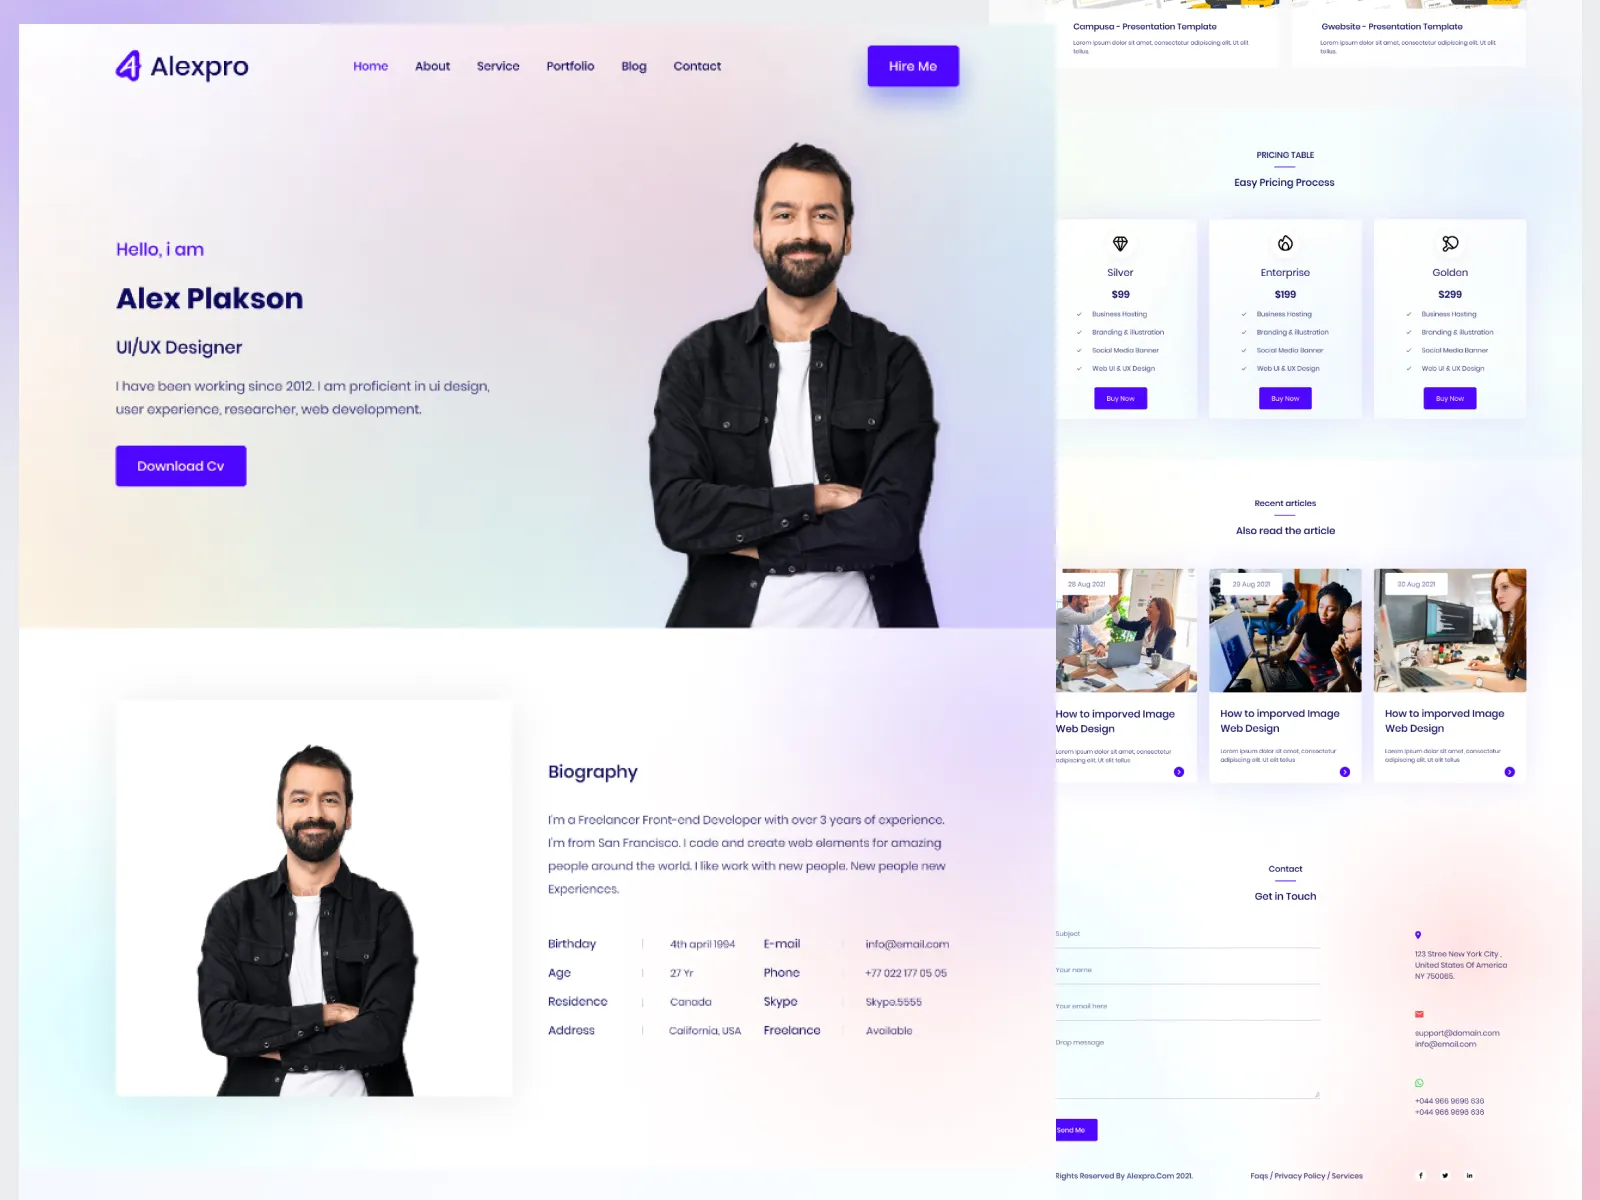 Alexpro
Home
About
Service
Portfolio
Blog
Contact
Hire Me
Hello, i am
Alex Plakson
UI/UX Designer
I have been working since 2012. I am proficient in ui design,
user experience, researcher, web development.
Download Cv
Biography
I'm a Freelancer Front-end Developer with over 3 years of experience.
I'm from San Francisco. I code and create web elements for amazing
people around the world. I like work with new people. New people new
Experiences.
Birthday | 4th april 1994
Age | 27 Yr
Residence | Canada
Address | California, USA
E-mail | info@email.com
Phone | +77 022 177 05 05
Skype | Skype.5555
Freelance | Available
Campusa - Presentation Template
Lorem ipsum dolor sit amet, consectetur adipiscing elit. Ut elit
tellus.
Gwebsite - Presentation Template
Lorem ipsum dolor sit amet, consectetur adipiscing elit. Ut elit
tellus.
PRICING TABLE
Easy Pricing Process
Silver
$99
Business Hosting
Branding & illustration
Social Media Banner
Web UI & UX Design
Buy Now
Enterprise
$199
Business Hosting
Branding & illustration
Social Media Banner
Web UI & UX Design
Buy Now
Golden
$299
Business Hosting
Branding & illustration
Social Media Banner
Web UI & UX Design
Buy Now
Recent articles
Also read the article
28 Aug 2021
How to imporved Image
Web Design
Lorem ipsum dolor sit amet, consectetur
adipiscing elit. Ut elit tellus
29 Aug 2021
How to imporved Image
Web Design
Lorem ipsum dolor sit amet, consectetur
adipiscing elit. Ut elit tellus
30 Aug 2021
How to imporved Image
Web Design
Lorem ipsum dolor sit amet, consectetur
adipiscing elit. Ut elit tellus
Contact
Get in Touch
Subject
Your name
Your email here
Drop message
Send Me
123 Stree New York City ,
United States Of America
NY 750065.
support@domain.com
info@email.com
+044 966 9696 636
+044 966 9696 636
Rights Reserved By Alexpro.Com 2021.
Faqs / Privacy Policy / Services